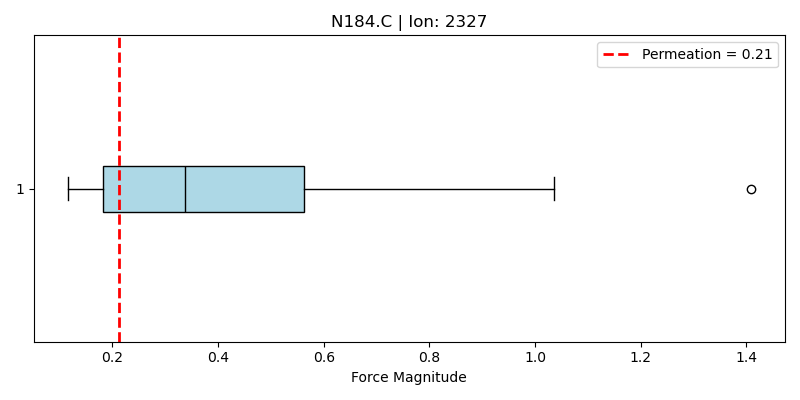 N184.C | Ion: 2327
Permeation = 0.21
1
0.2 0.4 0.6 0.8 1.0 1.2 1.4
Force Magnitude